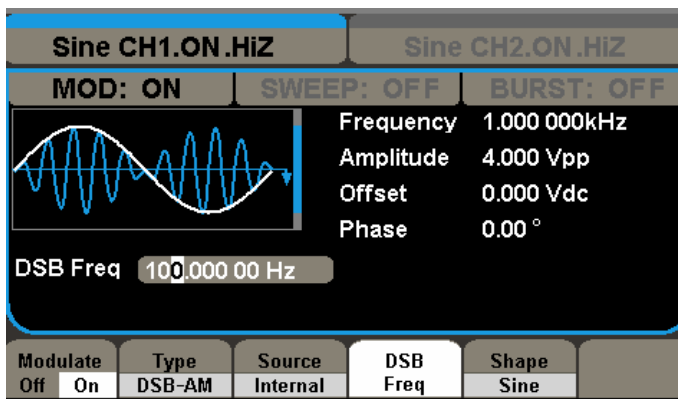 Sine CH1.ON.HiZ Sine CH2.ON.HiZ
MOD: ON SWEEP: OFF BURST: OFF
Frequency 1.000 000kHz
Amplitude 4.000 Vpp
Offset 0.000 Vdc
Phase 0.00 °
DSB Freq 100.000 00 Hz
Modulate Type Source DSB Shape
Off On DSB-AM Internal Freq Sine